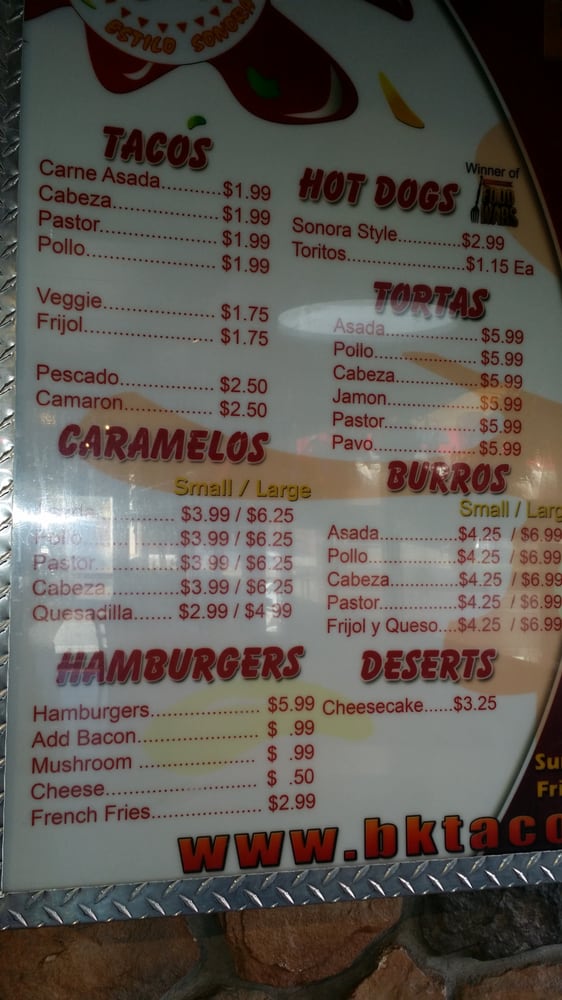 ESTILO SONORA
TACOS
Carne Asada..........$1.99
Cabeza..................$1.99
Pastor....................$1.99
Pollo......................$1.99
Veggie...................$1.75
Frijol......................$1.75
Pescado................$2.50
Camaron...............$2.50
CARAMELOS
Small / Large
............ $3.99 / $6.25
Pollo............... $3.99 / $6.25
Pastor..............$3.99 / $6.25
Cabeza............$3.99 / $6.25
Quesadilla....... $2.99 / $4.99
HAMBURGERS
Hamburgers................... $5.99
Add Bacon..................... $ .99
Mushroom ..................... $ .99
Cheese........................... $ .50
French Fries................... $2.99
HOT DOGS
Winner of
FOOD
WARS
Sonora Style...........$2.99
Toritos.....................$1.15 Ea
TORTAS
Asada.....................$5.99
Pollo.......................$5.99
Cabeza...................$5.99
Jamon.....................$5.99
Pastor.....................$5.99
Pavo.......................$5.99
BURROS
Small / Larg
Asada..............$4.25 / $6.99
Pollo................$4.25 / $6.99
Cabeza............$4.25 / $6.99
Pastor..............$4.25 / $6.99
Frijol y Queso....$4.25 / $6.99
DESERTS
Cheesecake......$3.25
Su
Fri
www.bktaco